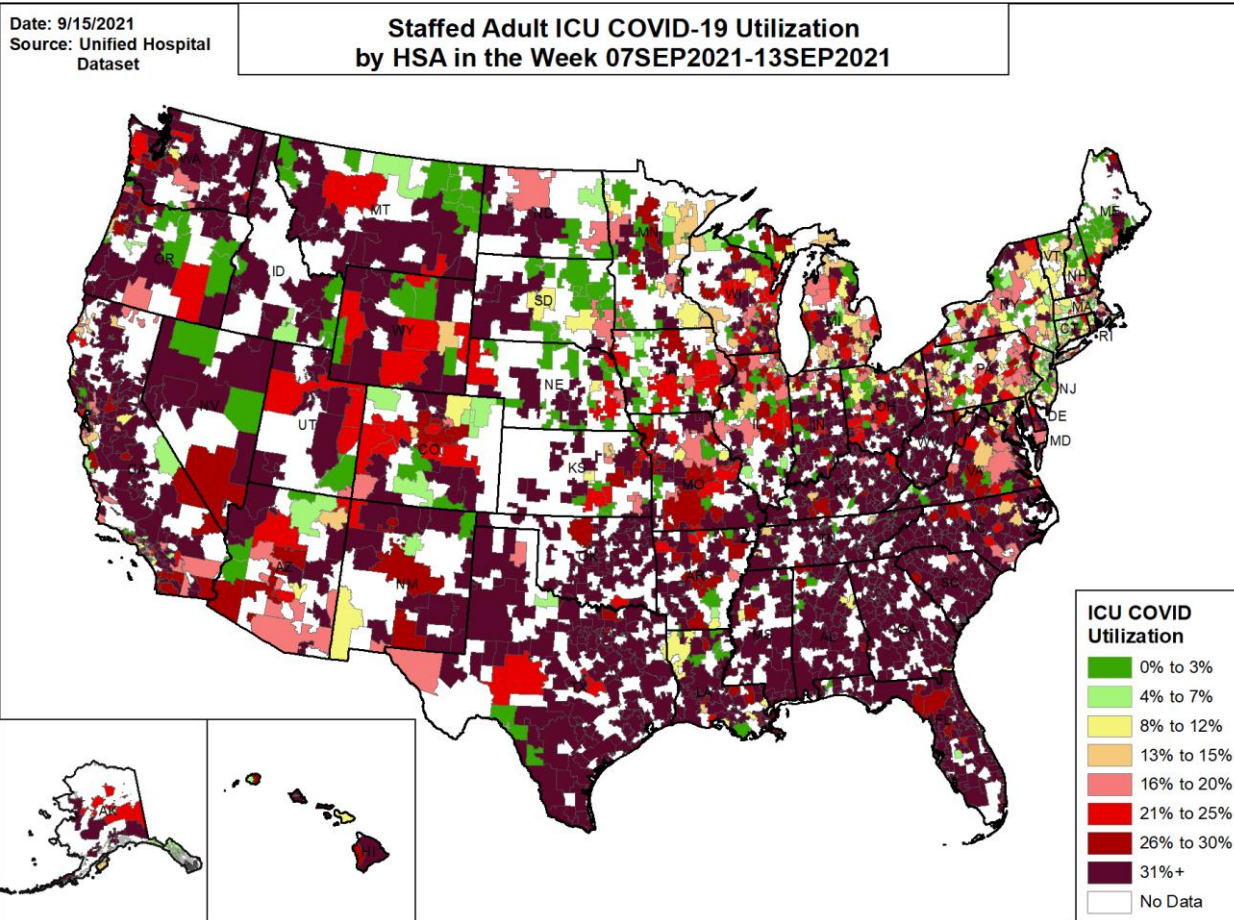 Date: 9/15/2021
Source: Unified Hospital
Dataset
Staffed Adult ICU COVID-19 Utilization
by HSA in the Week 07SEP2021-13SEP2021
WA
MT
ND
MN
ME
OR
ID
SD
WI
VT
NH
NY
MA
WY
MI
CT
RI
NE
PA
NJ
NV
UT
OH
IL
IN
DE
CO
WV
MD
CA
KS
MO
VA
KY
NC
TN
AZ
NM
OK
AR
SC
MS
GA
TX
LA
FL
AK
HI
ICU COVID
Utilization
0% to 3%
4% to 7%
8% to 12%
13% to 15%
16% to 20%
21% to 25%
26% to 30%
31%+
No Data